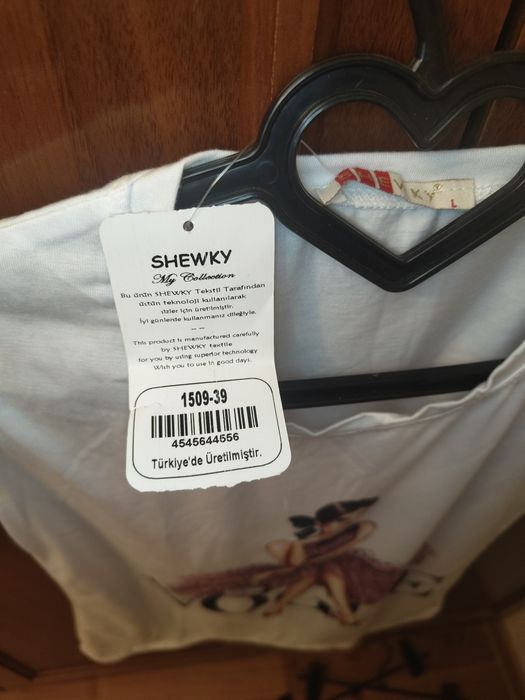 SHEWKY
My Collection
Bu ürün SHEWKY Tekstil Tarafından
üstün teknoloji kullanılarak
sizler için üretilmiştir.
İyi günlerde kullanmanız dileğiyle.
-- --
This product is manufactured carefully
by SHEWKY textile
for you by using superior technology
Wish you to use in good days.
1509-39
4545644556
Türkiye'de Üretilmiştir.
WKY
L